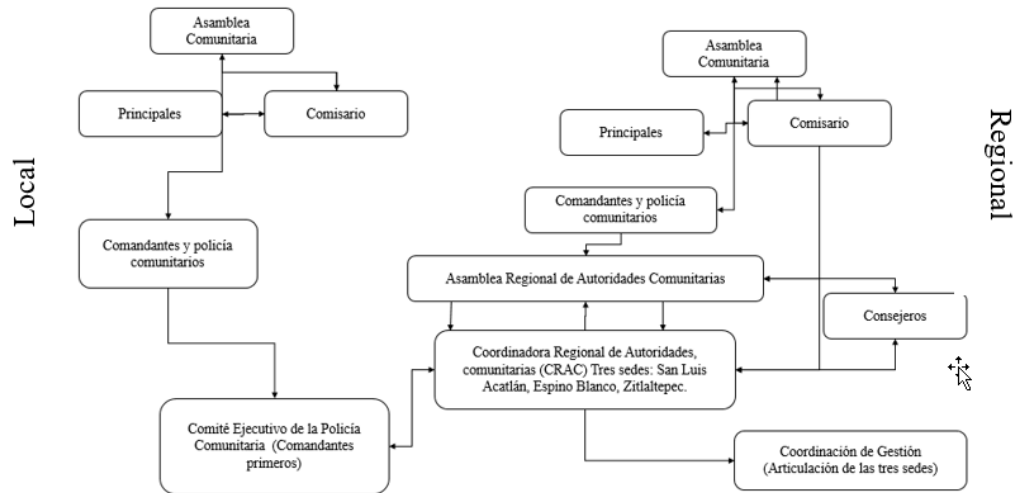 Local
Asamblea
Comunitaria
Principales
Comisario
Comandantes y policía
comunitarios
Comité Ejecutivo de la Policía
Comunitaria (Comandantes
primeros)
Regional
Asamblea
Comunitaria
Comisario
Principales
Comandantes y policía
comunitarios
Asamblea Regional de Autoridades Comunitarias
Consejeros
Coordinadora Regional de Autoridades,
comunitarias (CRAC) Tres sedes: San Luis
Acatlán, Espino Blanco, Zitlaltepec.
Coordinación de Gestión
(Articulación de las tres sedes)